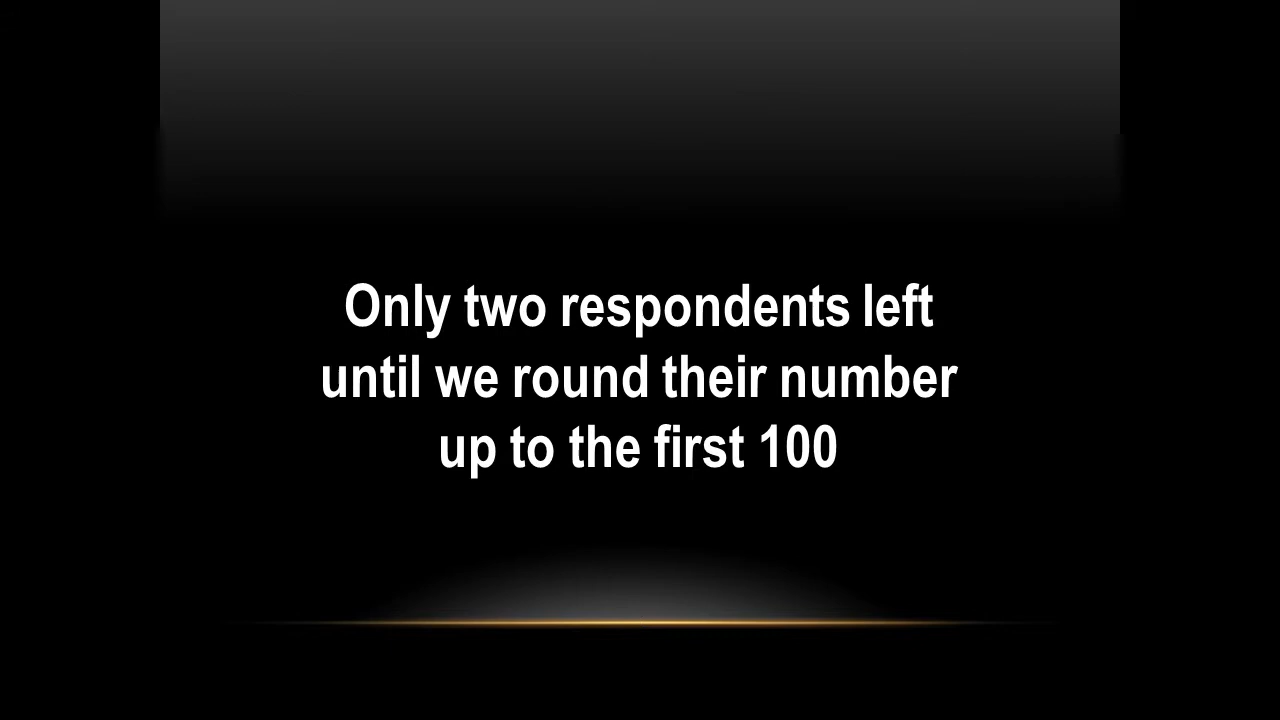 Only two respondents left
until we round their number
up to the first 100